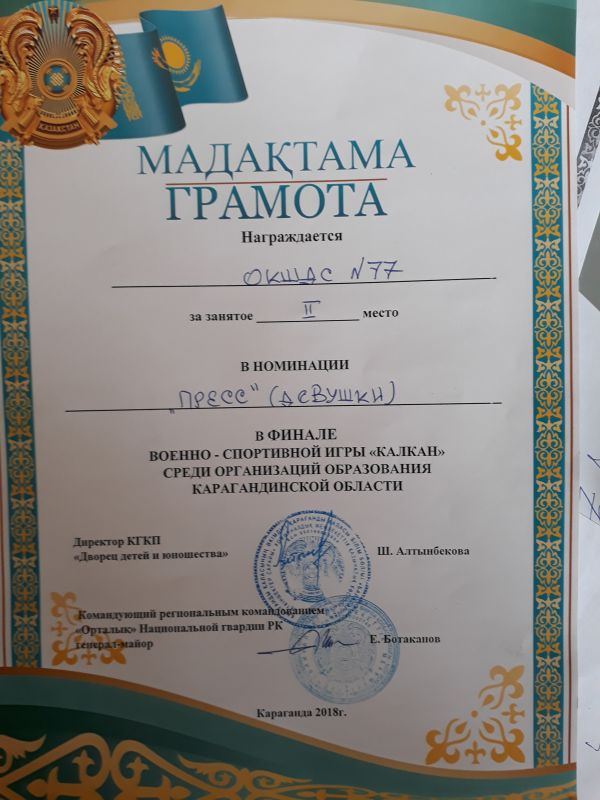 ҚАЗАҚСТАН
МАДАҚТАМА
ГРАМОТА
Награждается
ОКШДС №77
за занятое II место
В НОМИНАЦИИ
"ПРЕСС" (ДЕВУШКИ)
В ФИНАЛЕ
ВОЕННО - СПОРТИВНОЙ ИГРЫ «КАЛКАН»
СРЕДИ ОРГАНИЗАЦИЙ ОБРАЗОВАНИЯ
КАРАГАНДИНСКОЙ ОБЛАСТИ
Директор КГКП
«Дворец детей и юношества» Ш. Алтынбекова
Командующий региональным командованием
«Орталық» Национальной гвардии РК
генерал-майор Е. Ботаканов
Караганда 2018г.